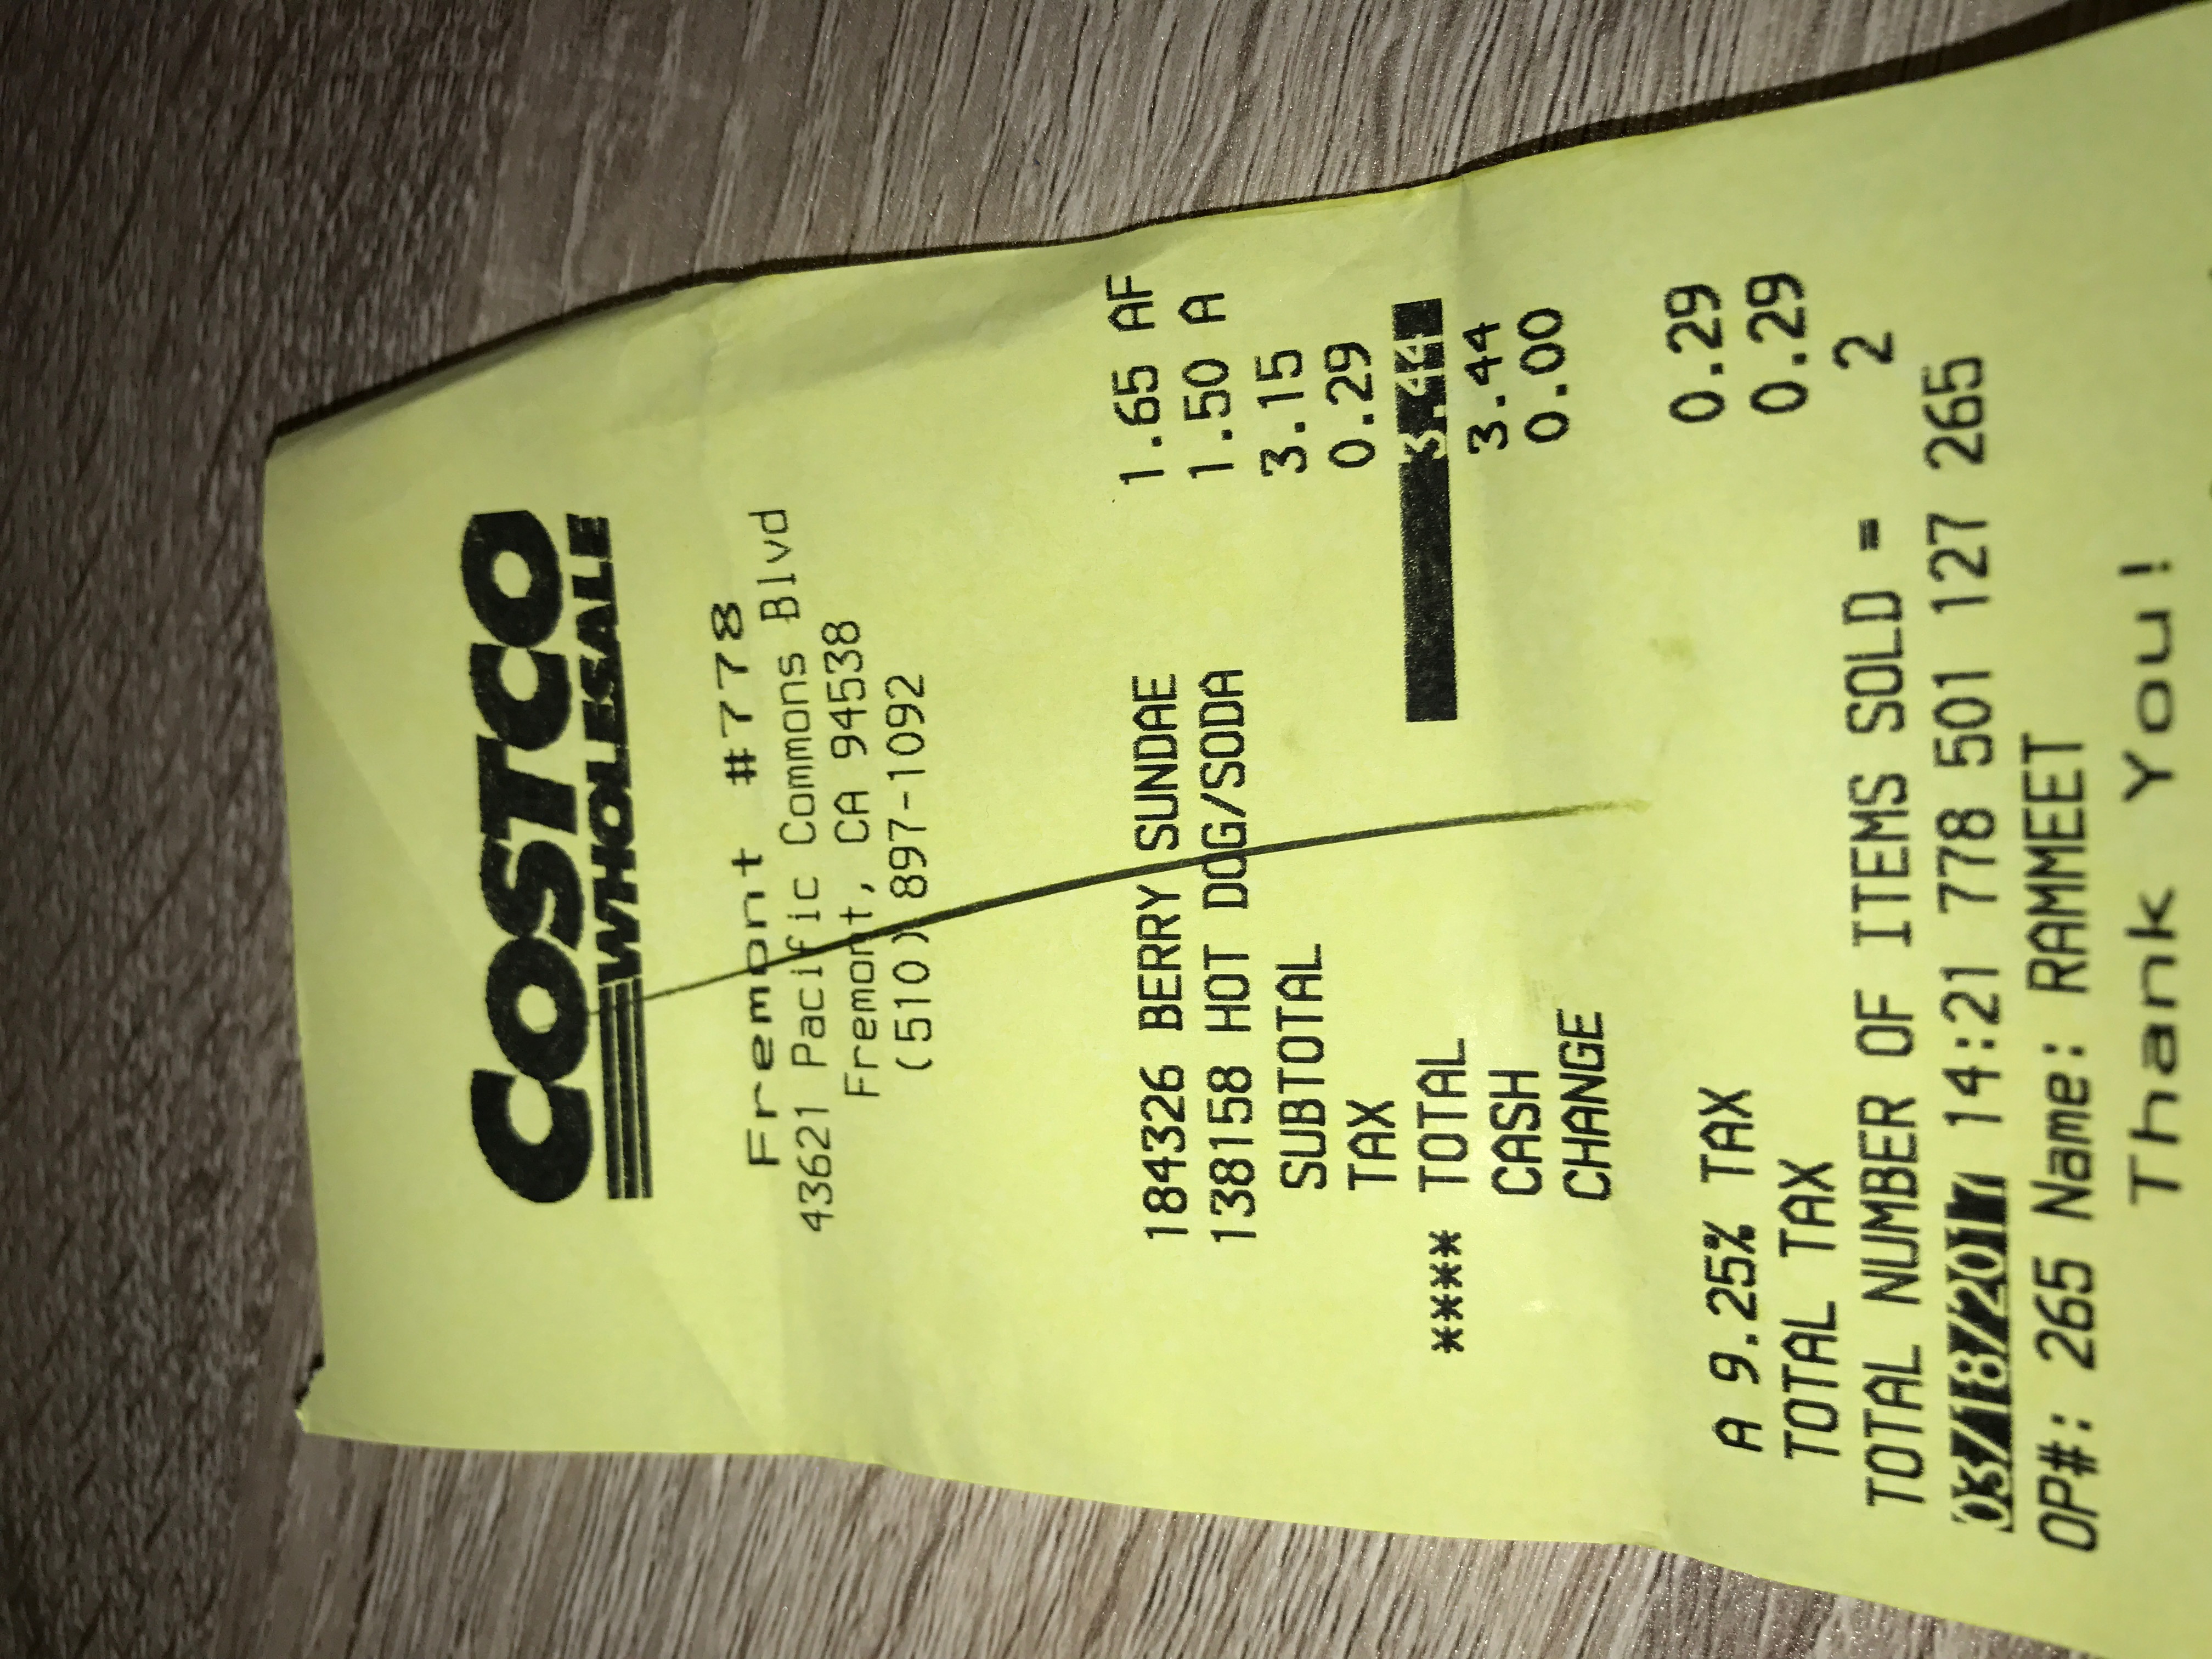 COSTCO
WHOLESALE
Fremont #778
43621 Pacific Commons Blvd
Fremont, CA 94538
(510) 897-1092
184326 BERRY SUNDAE 1.65 AF
138158 HOT DOG/SODA 1.50 A
SUBTOTAL 3.15
TAX 0.29
**** TOTAL 3.44
CASH 3.44
CHANGE 0.00
A 9.25% TAX 0.29
TOTAL TAX 0.29
TOTAL NUMBER OF ITEMS SOLD = 2
03/18/2017 14:21 778 501 127 265
OP#: 265 Name: RAMMEET
Thank You!